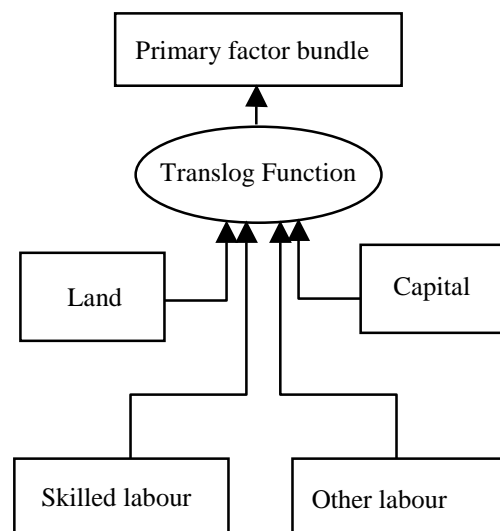 Primary factor bundle
Translog Function
Land
Capital
Skilled labour
Other labour